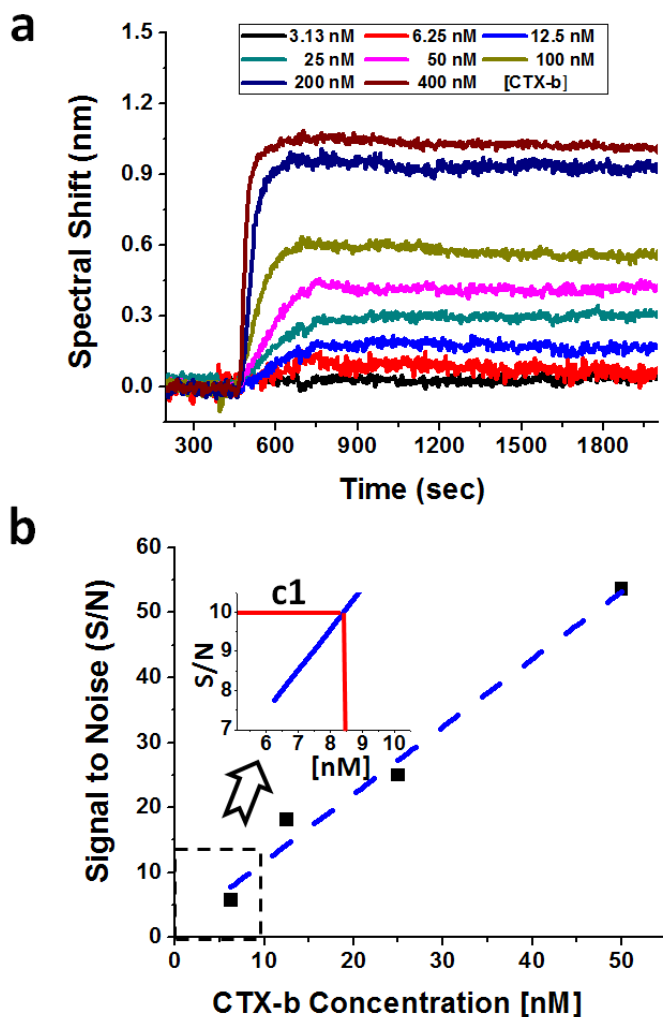 a
3.13 nM 6.25 nM 12.5 nM
25 nM 50 nM 100 nM
200 nM 400 nM [CTX-b]
1.5
1.2
0.9
0.6
0.3
0.0
Spectral Shift (nm)
300 600 900 1200 1500 1800
Time (sec)
b
60
50
40
30
20
10
0
Signal to Noise (S/N)
c1
10
9
8
7
S/N
6 7 8 9 10
[nM]
0 10 20 30 40 50
CTX-b Concentration [nM]